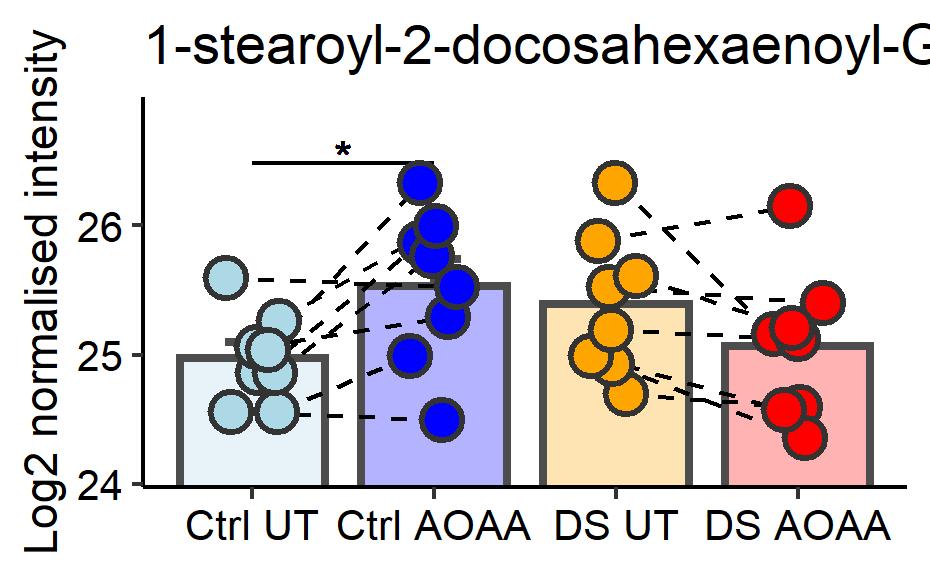 1-stearoyl-2-docosahexaenoyl-G
Log2 normalised intensity
*
26
25
24
Ctrl UT Ctrl AOAA DS UT DS AOAA